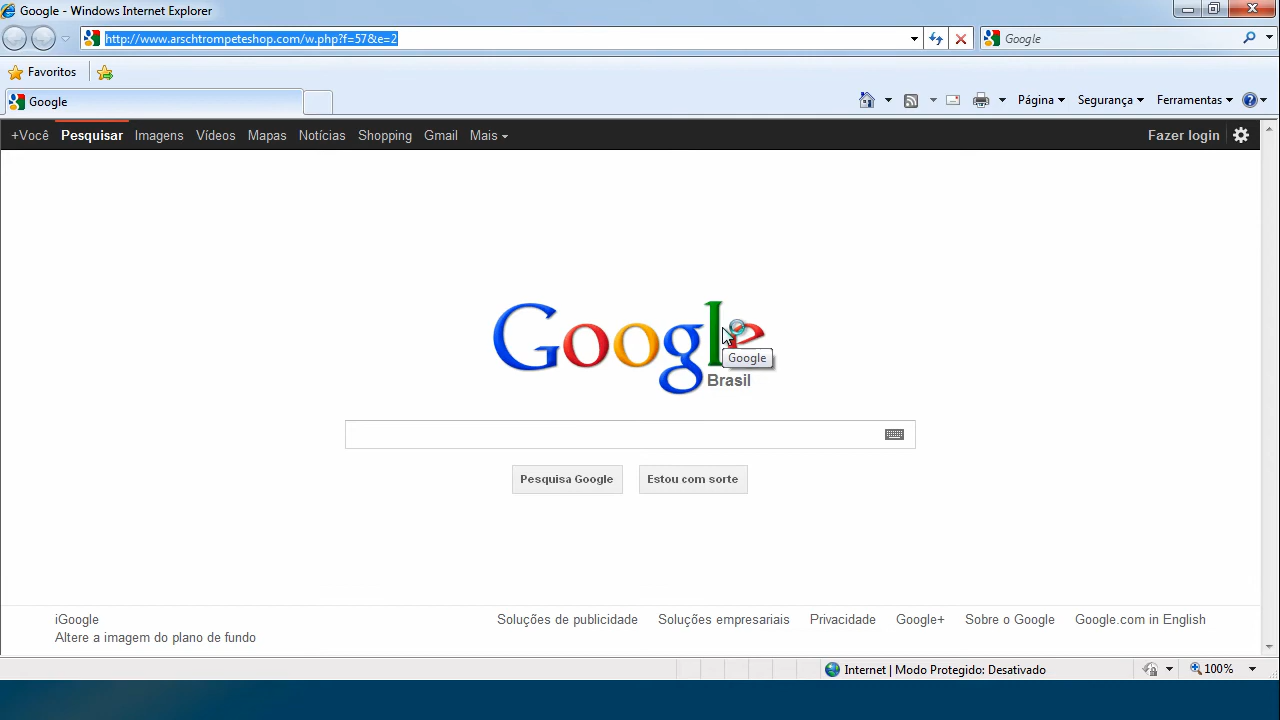 Google - Windows Internet Explorer
http://www.arschtrompeteshop.com/w.php?f=57&e=2
Google
Favoritos
Google
Página
Segurança
Ferramentas
+Você Pesquisar Imagens Vídeos Mapas Notícias Shopping Gmail Mais
Fazer login
Google
Brasil
Google
Pesquisa Google
Estou com sorte
iGoogle
Altere a imagem do plano de fundo
Soluções de publicidade Soluções empresariais Privacidade Google+ Sobre o Google Google.com in English
Internet | Modo Protegido: Desativado
100%